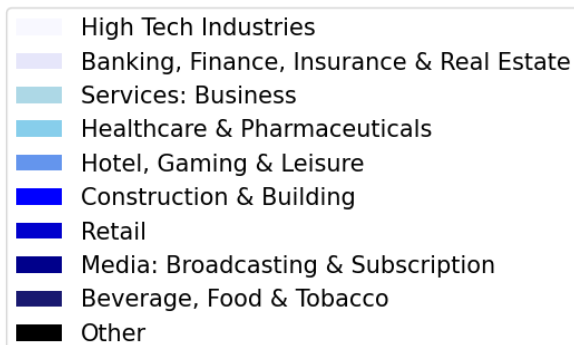 High Tech Industries
Banking, Finance, Insurance & Real Estate
Services: Business
Healthcare & Pharmaceuticals
Hotel, Gaming & Leisure
Construction & Building
Retail
Media: Broadcasting & Subscription
Beverage, Food & Tobacco
Other